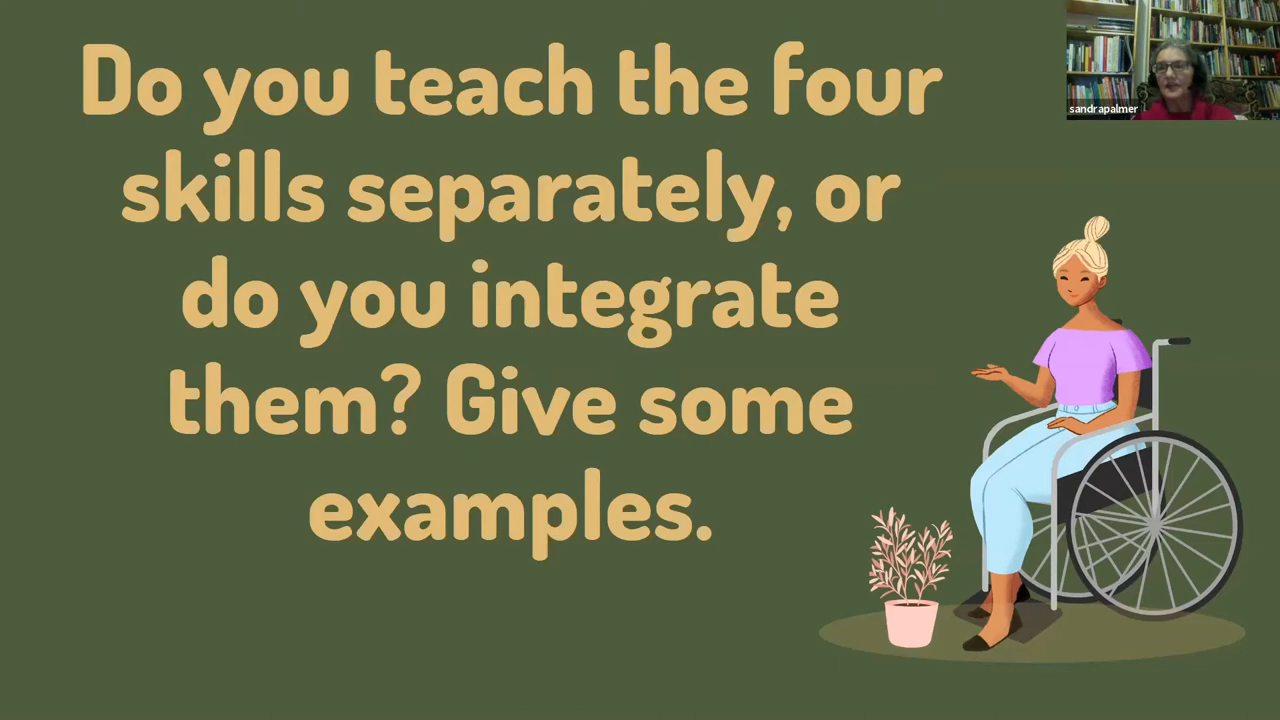 Do you teach the four
skills separately, or
do you integrate
them? Give some
examples.
sandrapalmer